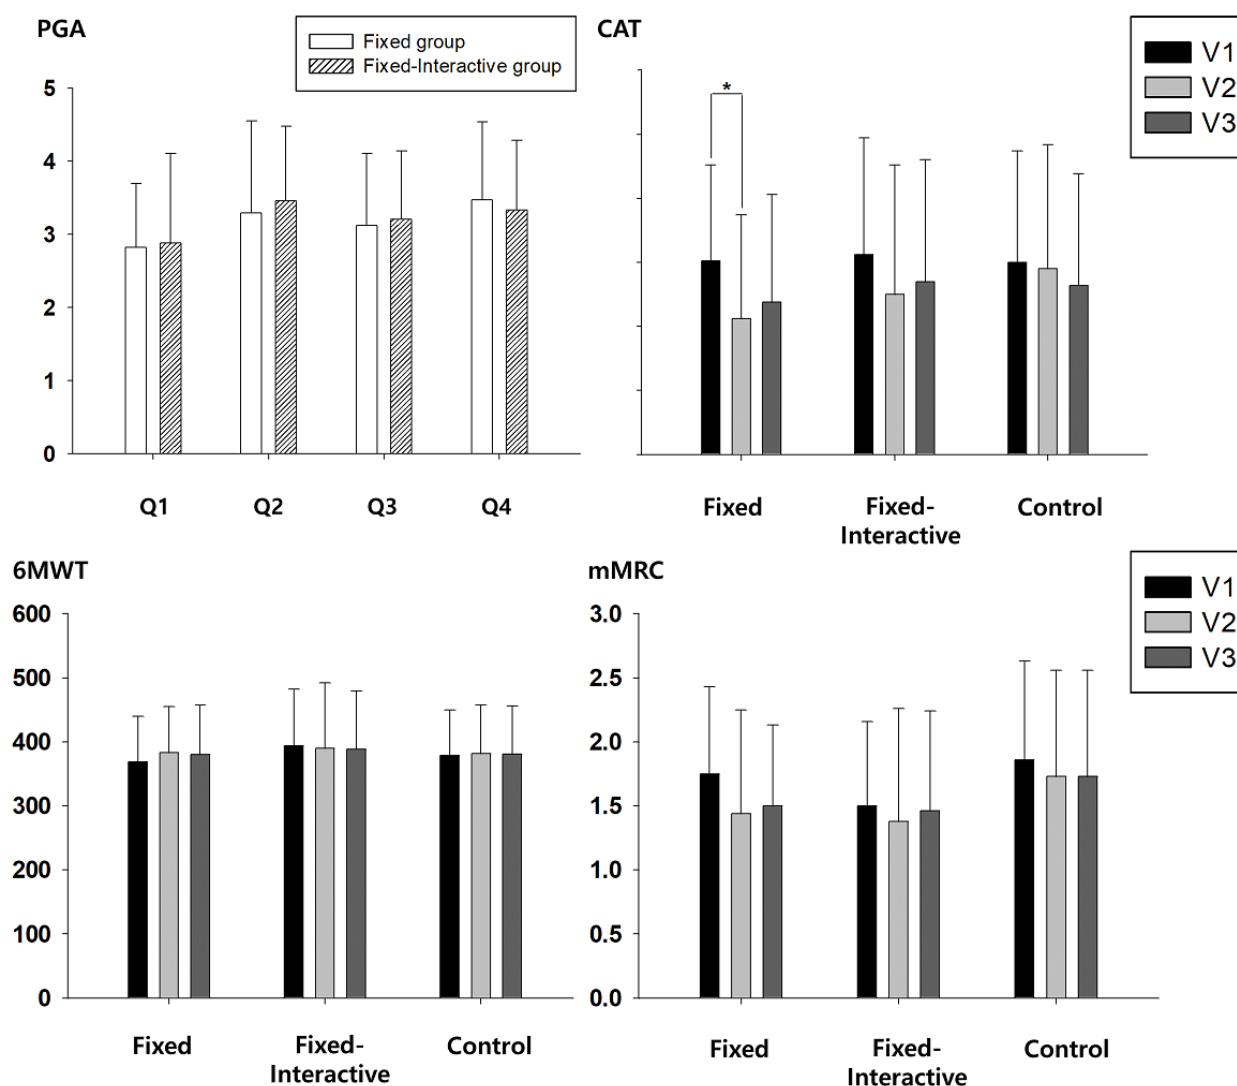 PGA
Fixed group
Fixed-Interactive group
5
4
3
2
1
0
Q1
Q2
Q3
Q4
CAT
V1
V2
V3
*
Fixed
Fixed-
Interactive
Control
6MWT
600
500
400
300
200
100
0
Fixed
Fixed-
Interactive
Control
mMRC
V1
V2
V3
3.0
2.5
2.0
1.5
1.0
0.5
0.0
Fixed
Fixed-
Interactive
Control